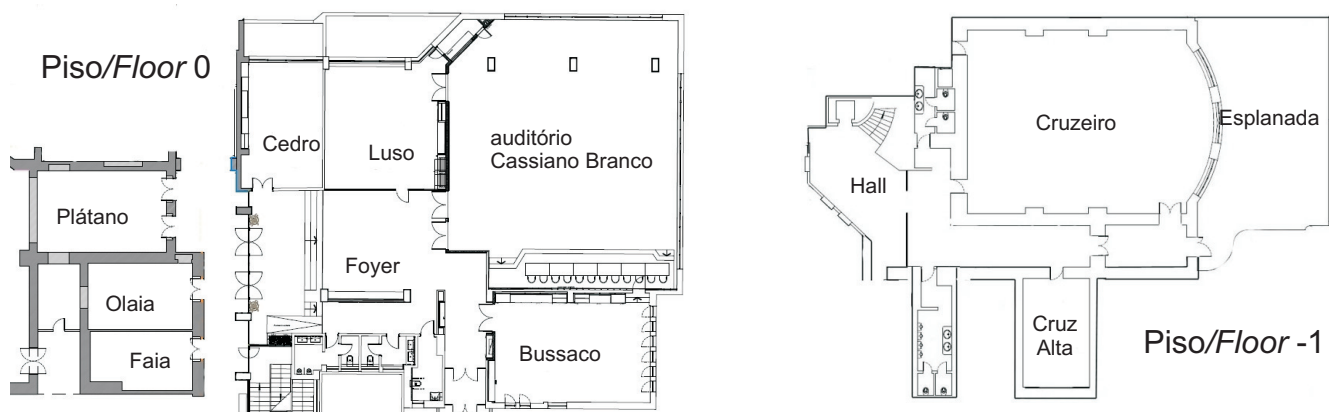 Piso/Floor 0
Cedro
Luso
auditório
Cassiano Branco
Plátano
Foyer
Olaia
Faia
Bussaco
Cruzeiro
Esplanada
Hall
Cruz
Alta
Piso/Floor -1